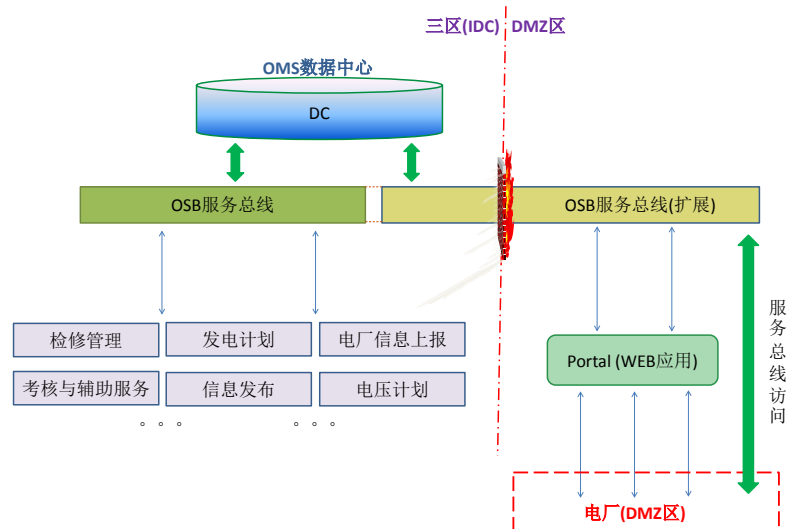 三区(IDC) DMZ区
OMS数据中心
DC
OSB服务总线
OSB服务总线(扩展)
检修管理
发电计划
电厂信息上报
考核与辅助服务
信息发布
电压计划
。。。
。。。
Portal (WEB应用)
服务总线访问
电厂(DMZ区)